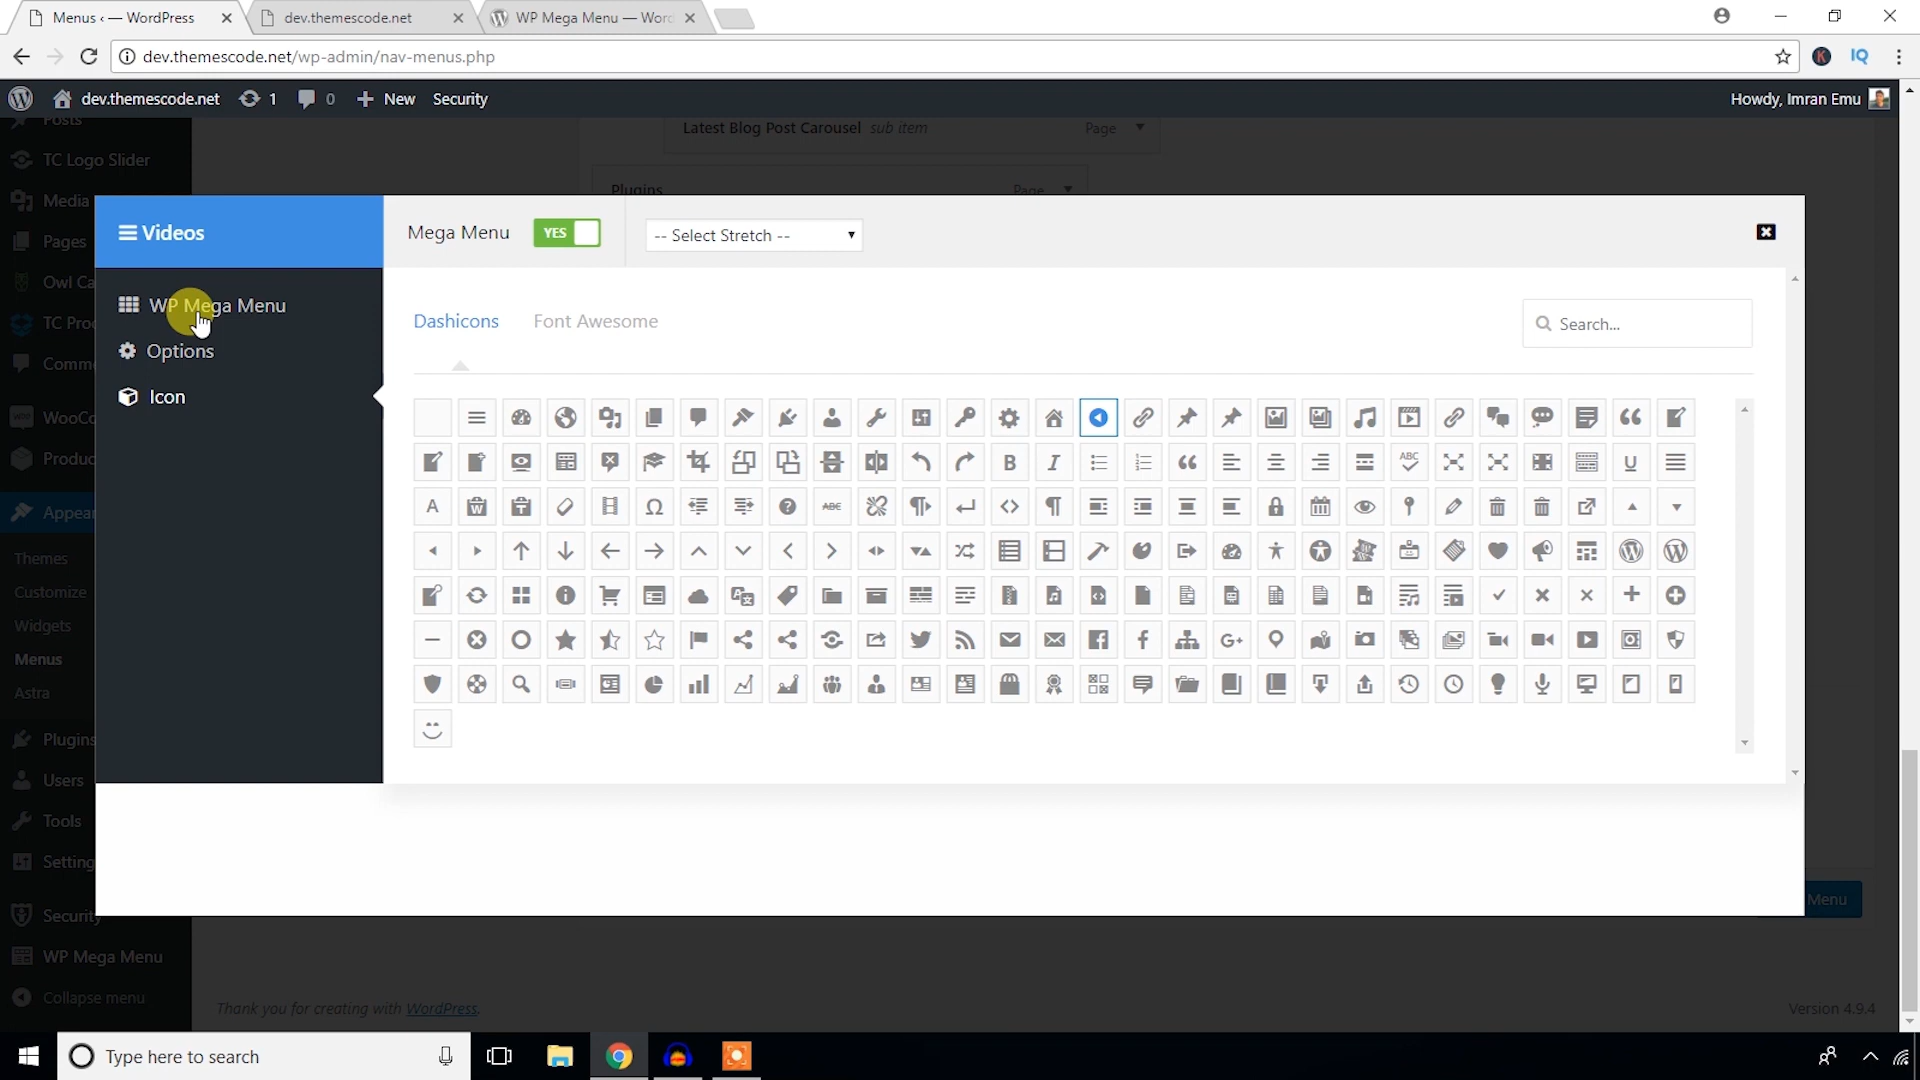 Menus ‹ — WordPress
dev.themescode.net
WP Mega Menu — Word
dev.themescode.net/wp-admin/nav-menus.php
dev.themescode.net
1
0
New
Security
Howdy, Imran Emu
Posts
TC Logo Slider
Media
Pages
Owl Ca
TC Pro
Comme
WooCo
Produc
Appear
Themes
Customize
Widgets
Menus
Astra
Plugins
Users
Tools
Setting
Security
WP Mega Menu
Collapse menu
Latest Blog Post Carousel sub item
Page
Plugins
Page
Videos
Mega Menu
YES
-- Select Stretch --
WP Mega Menu
Options
Icon
Dashicons
Font Awesome
Search...
Menu
Thank you for creating with WordPress.
Version 4.9.4
Type here to search